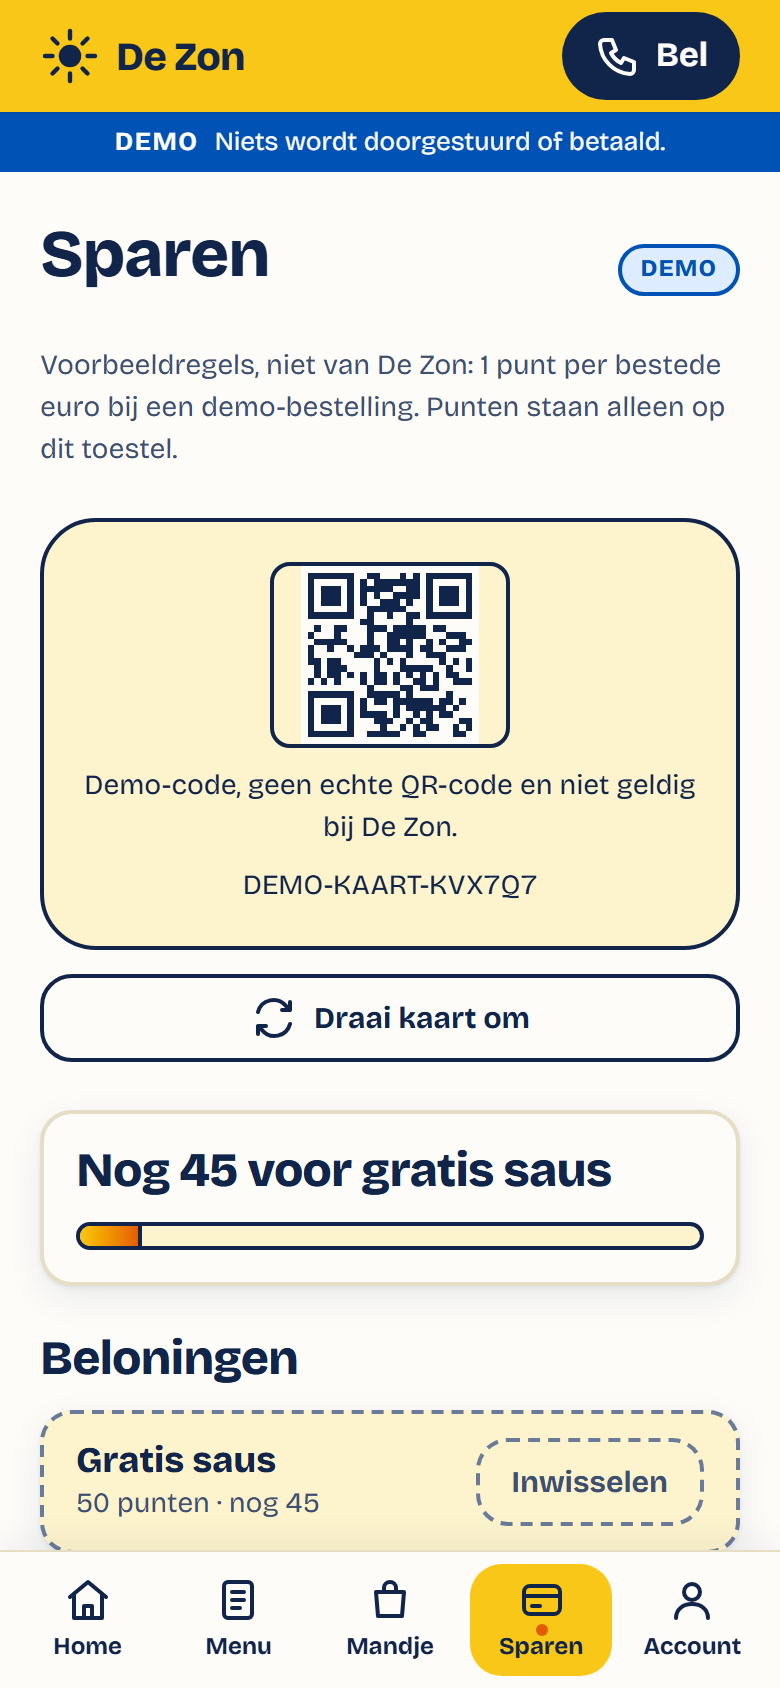 De Zon
Bel
DEMO Niets wordt doorgestuurd of betaald.
Sparen
DEMO
Voorbeeldregels, niet van De Zon: 1 punt per bestede
euro bij een demo-bestelling. Punten staan alleen op
dit toestel.
Demo-code, geen echte QR-code en niet geldig
bij De Zon.
DEMO-KAART-KVX7Q7
Draai kaart om
Nog 45 voor gratis saus
Beloningen
Gratis saus
50 punten · nog 45
Inwisselen
Home
Menu
Mandje
Sparen
Account